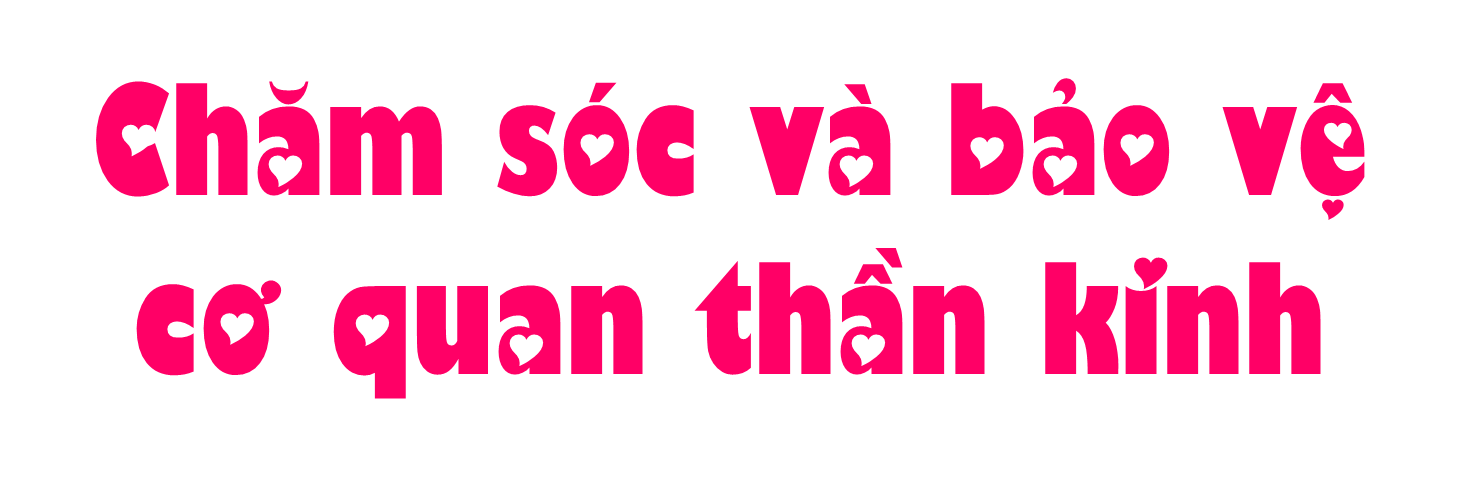 Chăm sóc và bảo vệ
cơ quan thần kinh